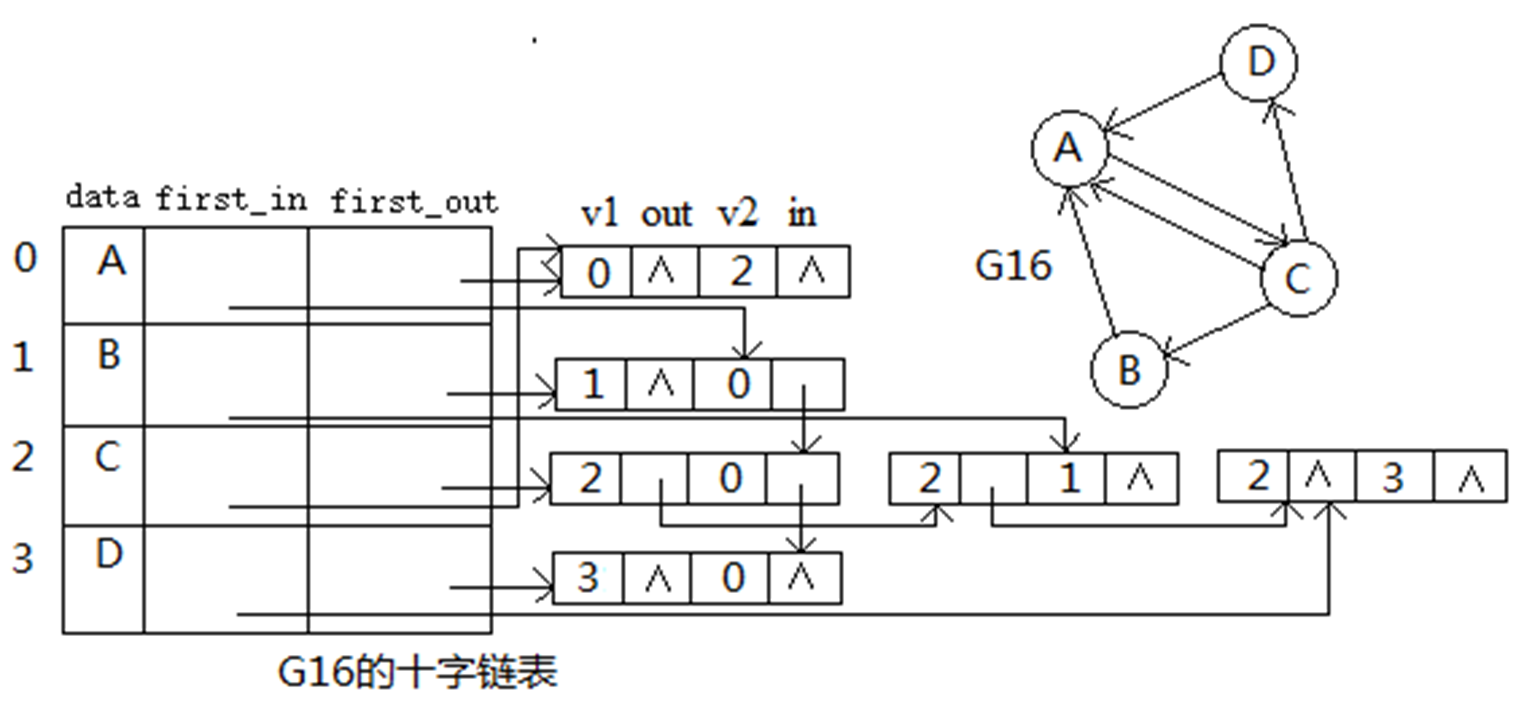 D
A
data first_in first_out
v1 out v2 in
0 A 0 ∧ 2 ∧
G16
C
1 B 1 ∧ 0
B
2 C 2 0 2 1 ∧ 2 ∧ 3 ∧
3 D 3 ∧ 0 ∧
G16的十字链表